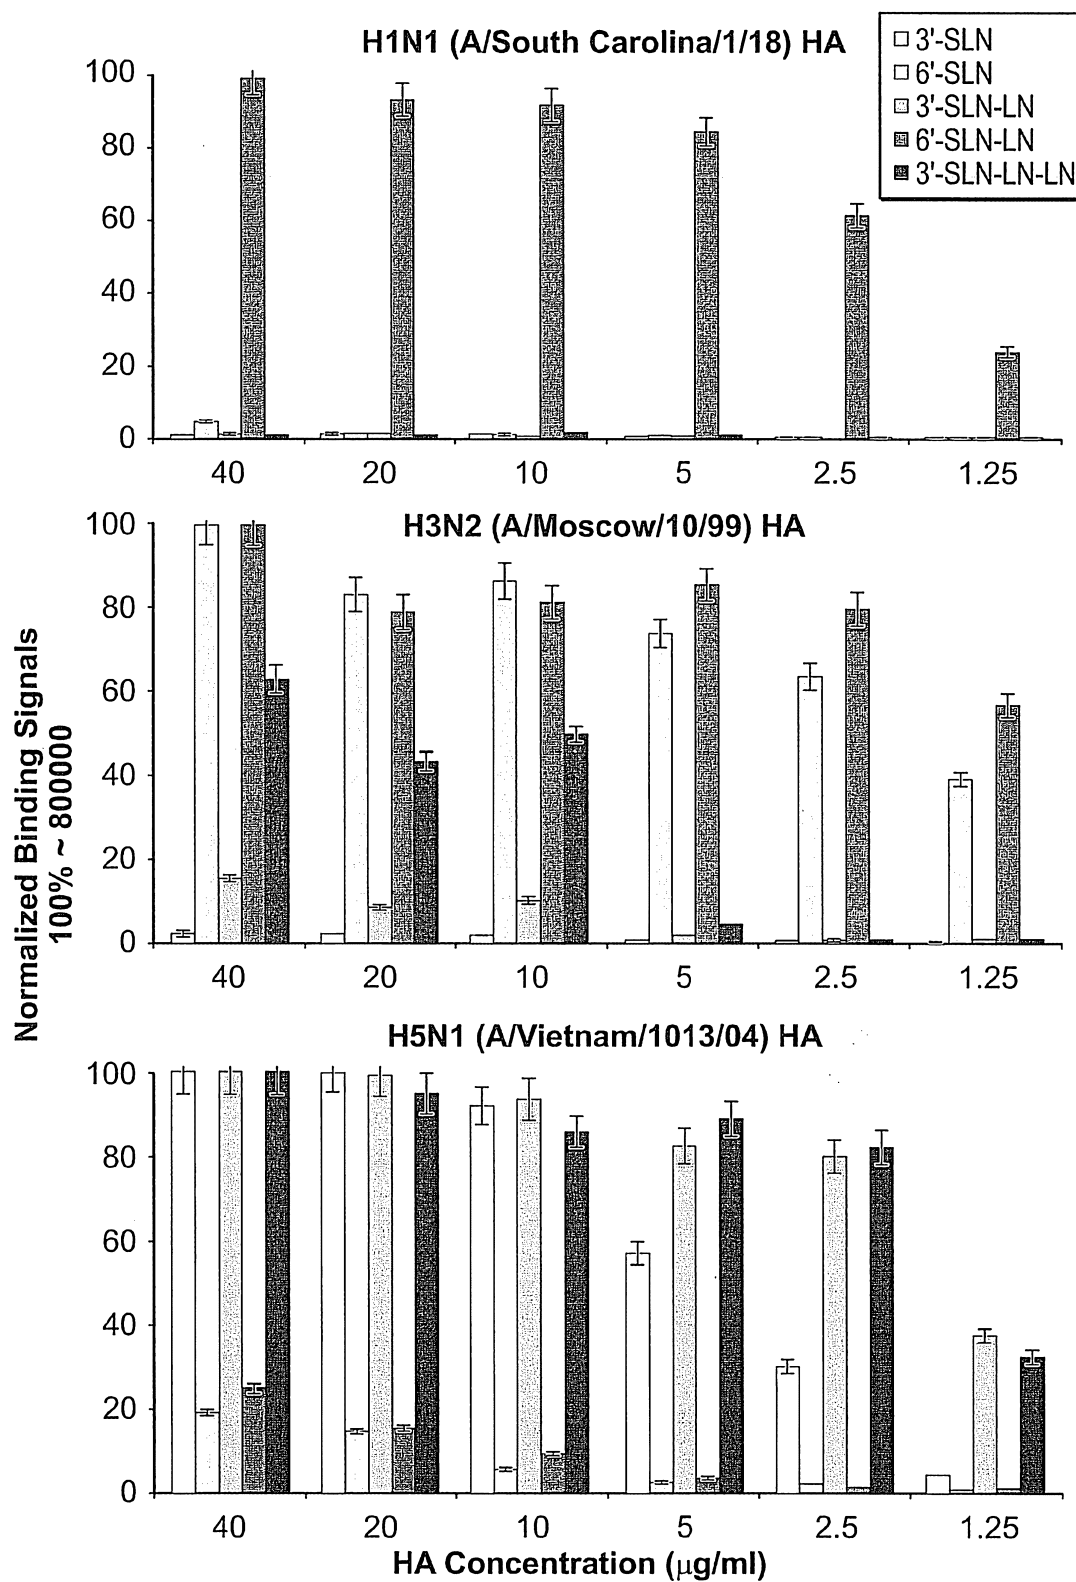 H1N1 (A/South Carolina/1/18) HA
3'-SLN
6'-SLN
3'-SLN-LN
6'-SLN-LN
3'-SLN-LN-LN
100
80
60
40
20
0
40 20 10 5 2.5 1.25
H3N2 (A/Moscow/10/99) HA
100
80
60
40
20
0
40 20 10 5 2.5 1.25
Normalized Binding Signals
100% ~ 800000
H5N1 (A/Vietnam/1013/04) HA
100
80
60
40
20
0
40 20 10 5 2.5 1.25
HA Concentration (µg/ml)